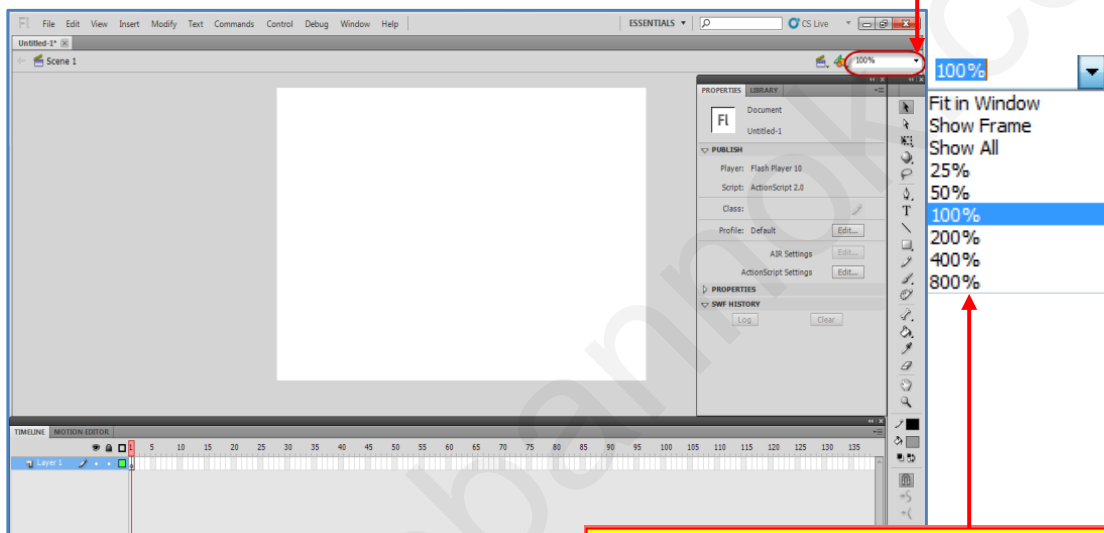 Fl File Edit View Insert Modify Text Commands Control Debug Window Help ESSENTIALS CS Live
Untitled-1*
Scene 1 100%
PROPERTIES LIBRARY
Fl Document
Untitled-1
PUBLISH
Player: Flash Player 10
Script: ActionScript 2.0
Class:
Profile: Default Edit...
AIR Settings Edit...
ActionScript Settings Edit...
PROPERTIES
SWF HISTORY
Log Clear
T
100%
Fit in Window
Show Frame
Show All
25%
50%
100%
200%
400%
800%
TIMELINE MOTION EDITOR
1 5 10 15 20 25 30 35 40 45 50 55 60 65 70 75 80 85 90 95 100 105 110 115 120 125 130 135
Layer 1